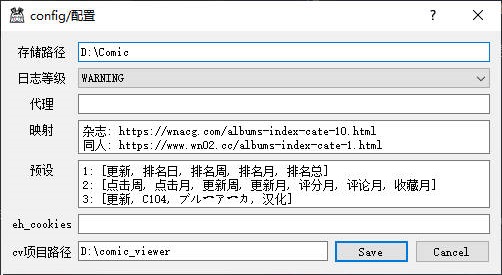 config/配置
存储路径 D:\Comic
日志等级 WARNING
代理
映射 杂志: https://wnacg.com/albums-index-cate-10.html
同人: https://www.wn02.cc/albums-index-cate-1.html
预设 1: [更新, 排名日, 排名周, 排名月, 排名总]
2: [点击周, 点击月, 更新周, 更新月, 评分月, 评论月, 收藏月]
3: [更新, C104, ブルーアーカ, 汉化]
eh_cookies
cv项目路径 D:\comic_viewer Save Cancel